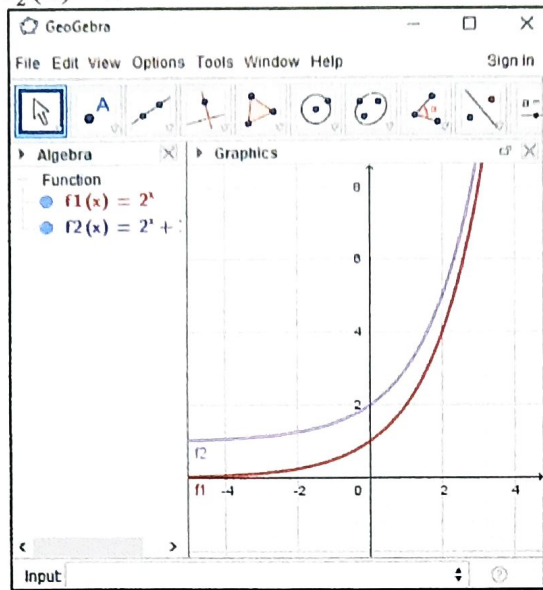 GeoGebra
File Edit View Options Tools Window Help Sign in
A
α
a =
Algebra
Graphics
Function
f1(x) = 2ˣ
f2(x) = 2ˣ +
8
6
4
2
f2
f1 -4 -2 0 2 4
Input